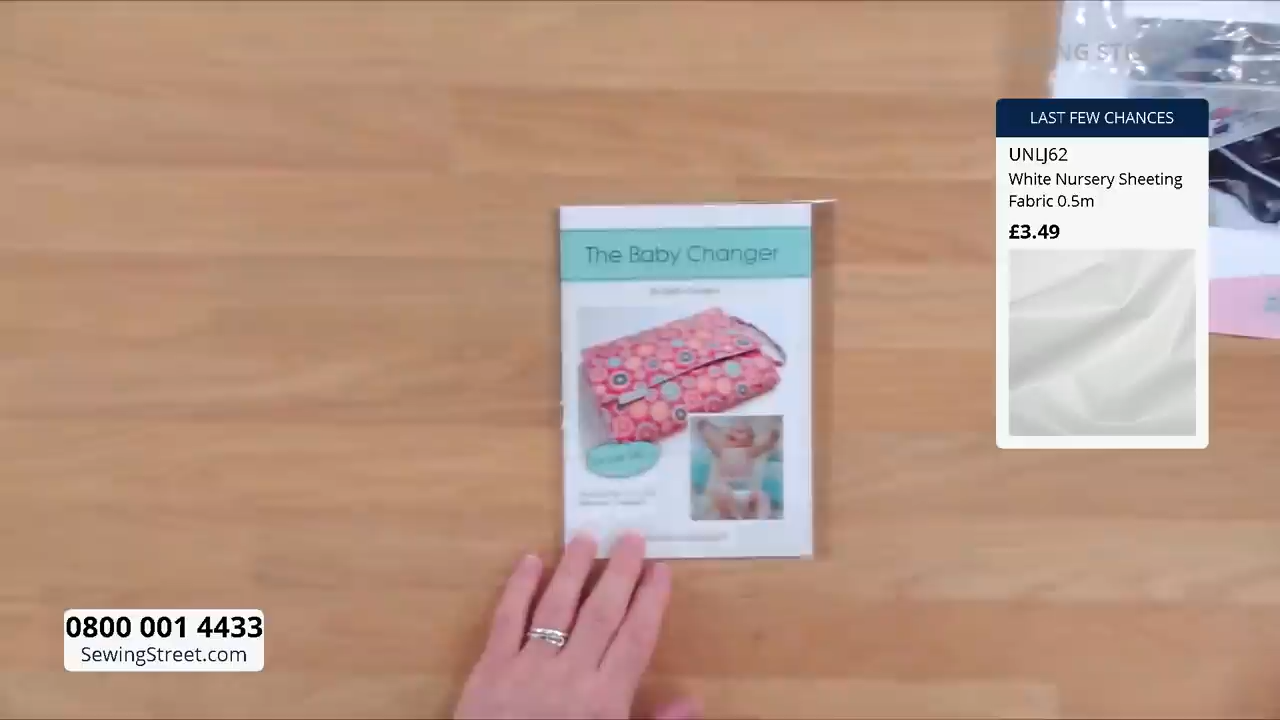 LAST FEW CHANCES
UNLJ62
White Nursery Sheeting
Fabric 0.5m
£3.49
The Baby Changer
0800 001 4433
SewingStreet.com